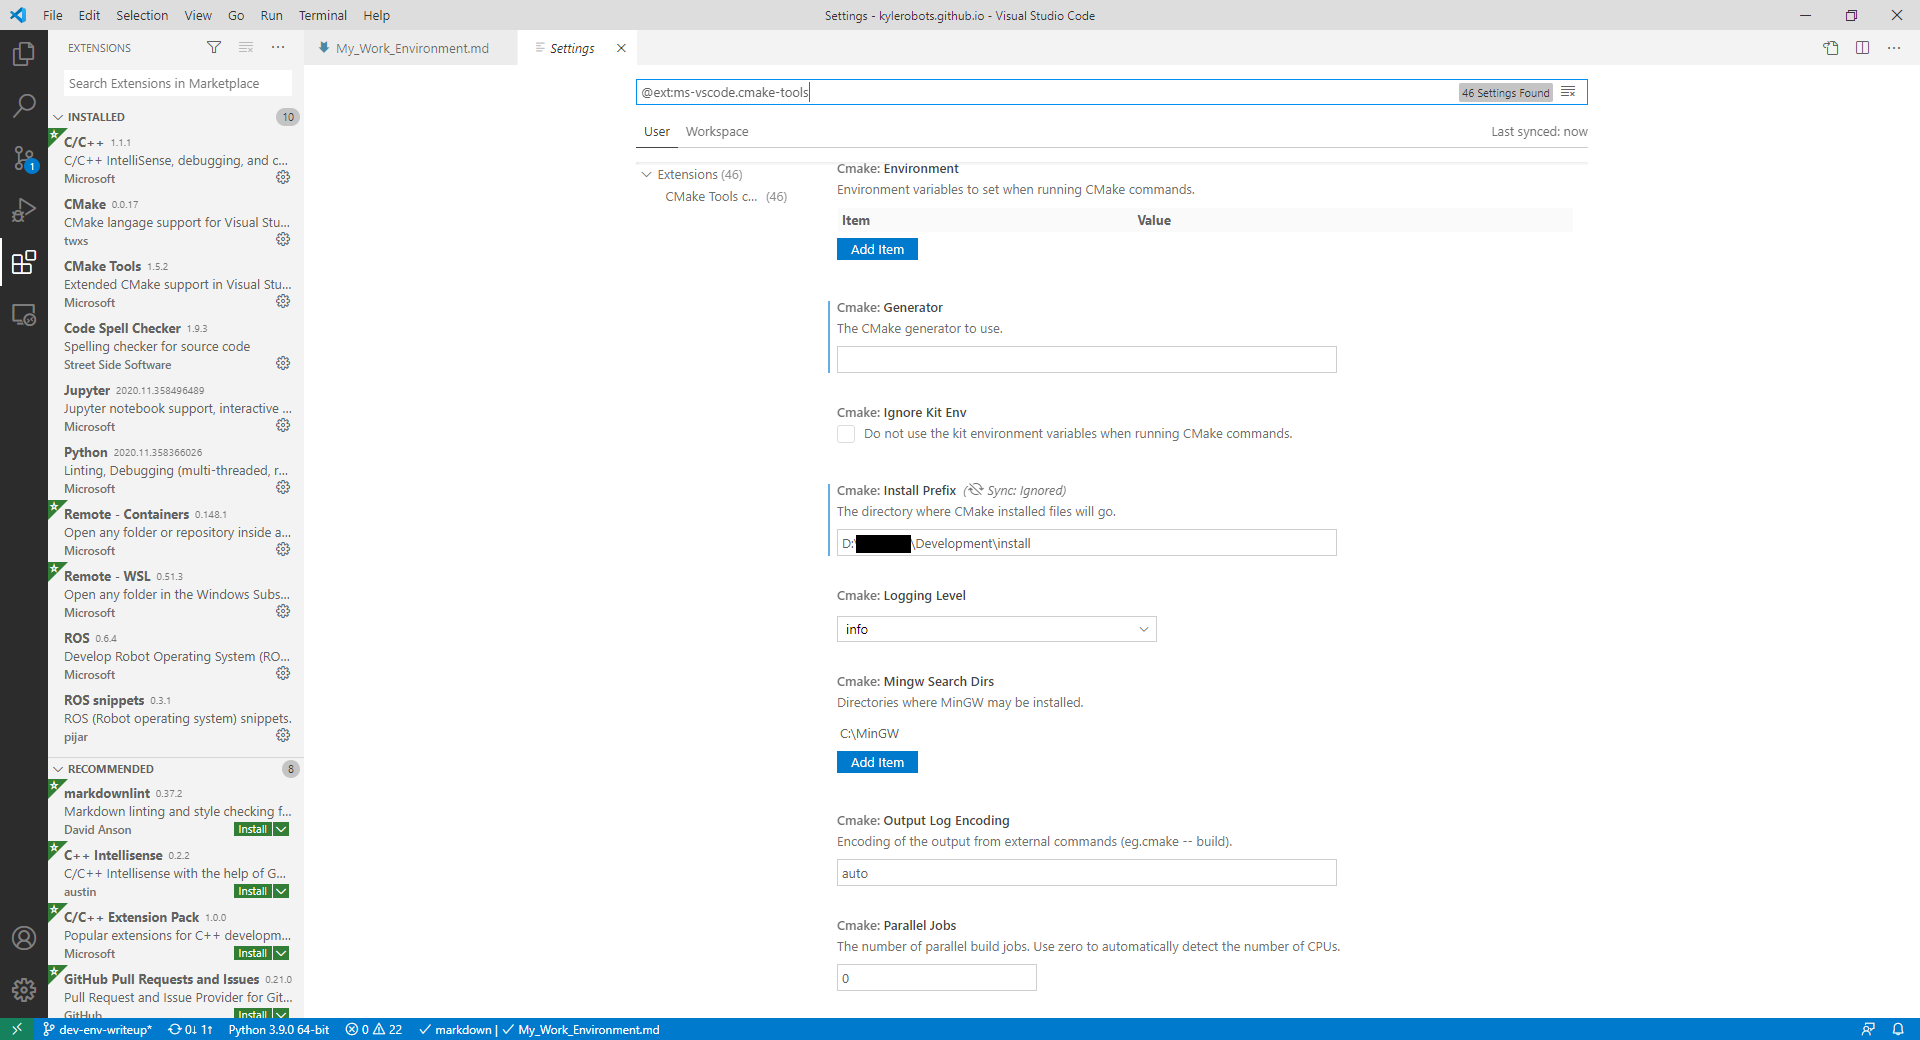 File Edit Selection View Go Run Terminal Help
Settings - kylerobots.github.io - Visual Studio Code
EXTENSIONS
Search Extensions in Marketplace
INSTALLED 10
C/C++ 1.1.1
C/C++ IntelliSense, debugging, and c...
Microsoft
CMake 0.0.17
CMake langage support for Visual Stu...
twxs
CMake Tools 1.5.2
Extended CMake support in Visual Stu...
Microsoft
Code Spell Checker 1.9.3
Spelling checker for source code
Street Side Software
Jupyter 2020.11.358496489
Jupyter notebook support, interactive ...
Microsoft
Python 2020.11.358366026
Linting, Debugging (multi-threaded, r...
Microsoft
Remote - Containers 0.148.1
Open any folder or repository inside a...
Microsoft
Remote - WSL 0.51.3
Open any folder in the Windows Subs...
Microsoft
ROS 0.6.4
Develop Robot Operating System (RO...
Microsoft
ROS snippets 0.3.1
ROS (Robot operating system) snippets.
pijar
RECOMMENDED 8
markdownlint 0.37.2
Markdown linting and style checking f...
David Anson Install
C++ Intellisense 0.2.2
C/C++ Intellisense with the help of G...
austin Install
C/C++ Extension Pack 1.0.0
Popular extensions for C++ developm...
Microsoft Install
GitHub Pull Requests and Issues 0.21.0
Pull Request and Issue Provider for Git...
GitHub Install
My_Work_Environment.md
Settings
@ext:ms-vscode.cmake-tools
46 Settings Found
User Workspace
Last synced: now
Extensions (46)
CMake Tools c... (46)
Cmake: Environment
Environment variables to set when running CMake commands.
Item Value
Add Item
Cmake: Generator
The CMake generator to use.
Cmake: Ignore Kit Env
Do not use the kit environment variables when running CMake commands.
Cmake: Install Prefix (Sync: Ignored)
The directory where CMake installed files will go.
D:\ \Development\install
Cmake: Logging Level
info
Cmake: Mingw Search Dirs
Directories where MinGW may be installed.
C:\MinGW
Add Item
Cmake: Output Log Encoding
Encoding of the output from external commands (eg.cmake -- build).
auto
Cmake: Parallel Jobs
The number of parallel build jobs. Use zero to automatically detect the number of CPUs.
0
1
dev-env-writeup* 0↓ 1↑ Python 3.9.0 64-bit 0 22 markdown | My_Work_Environment.md